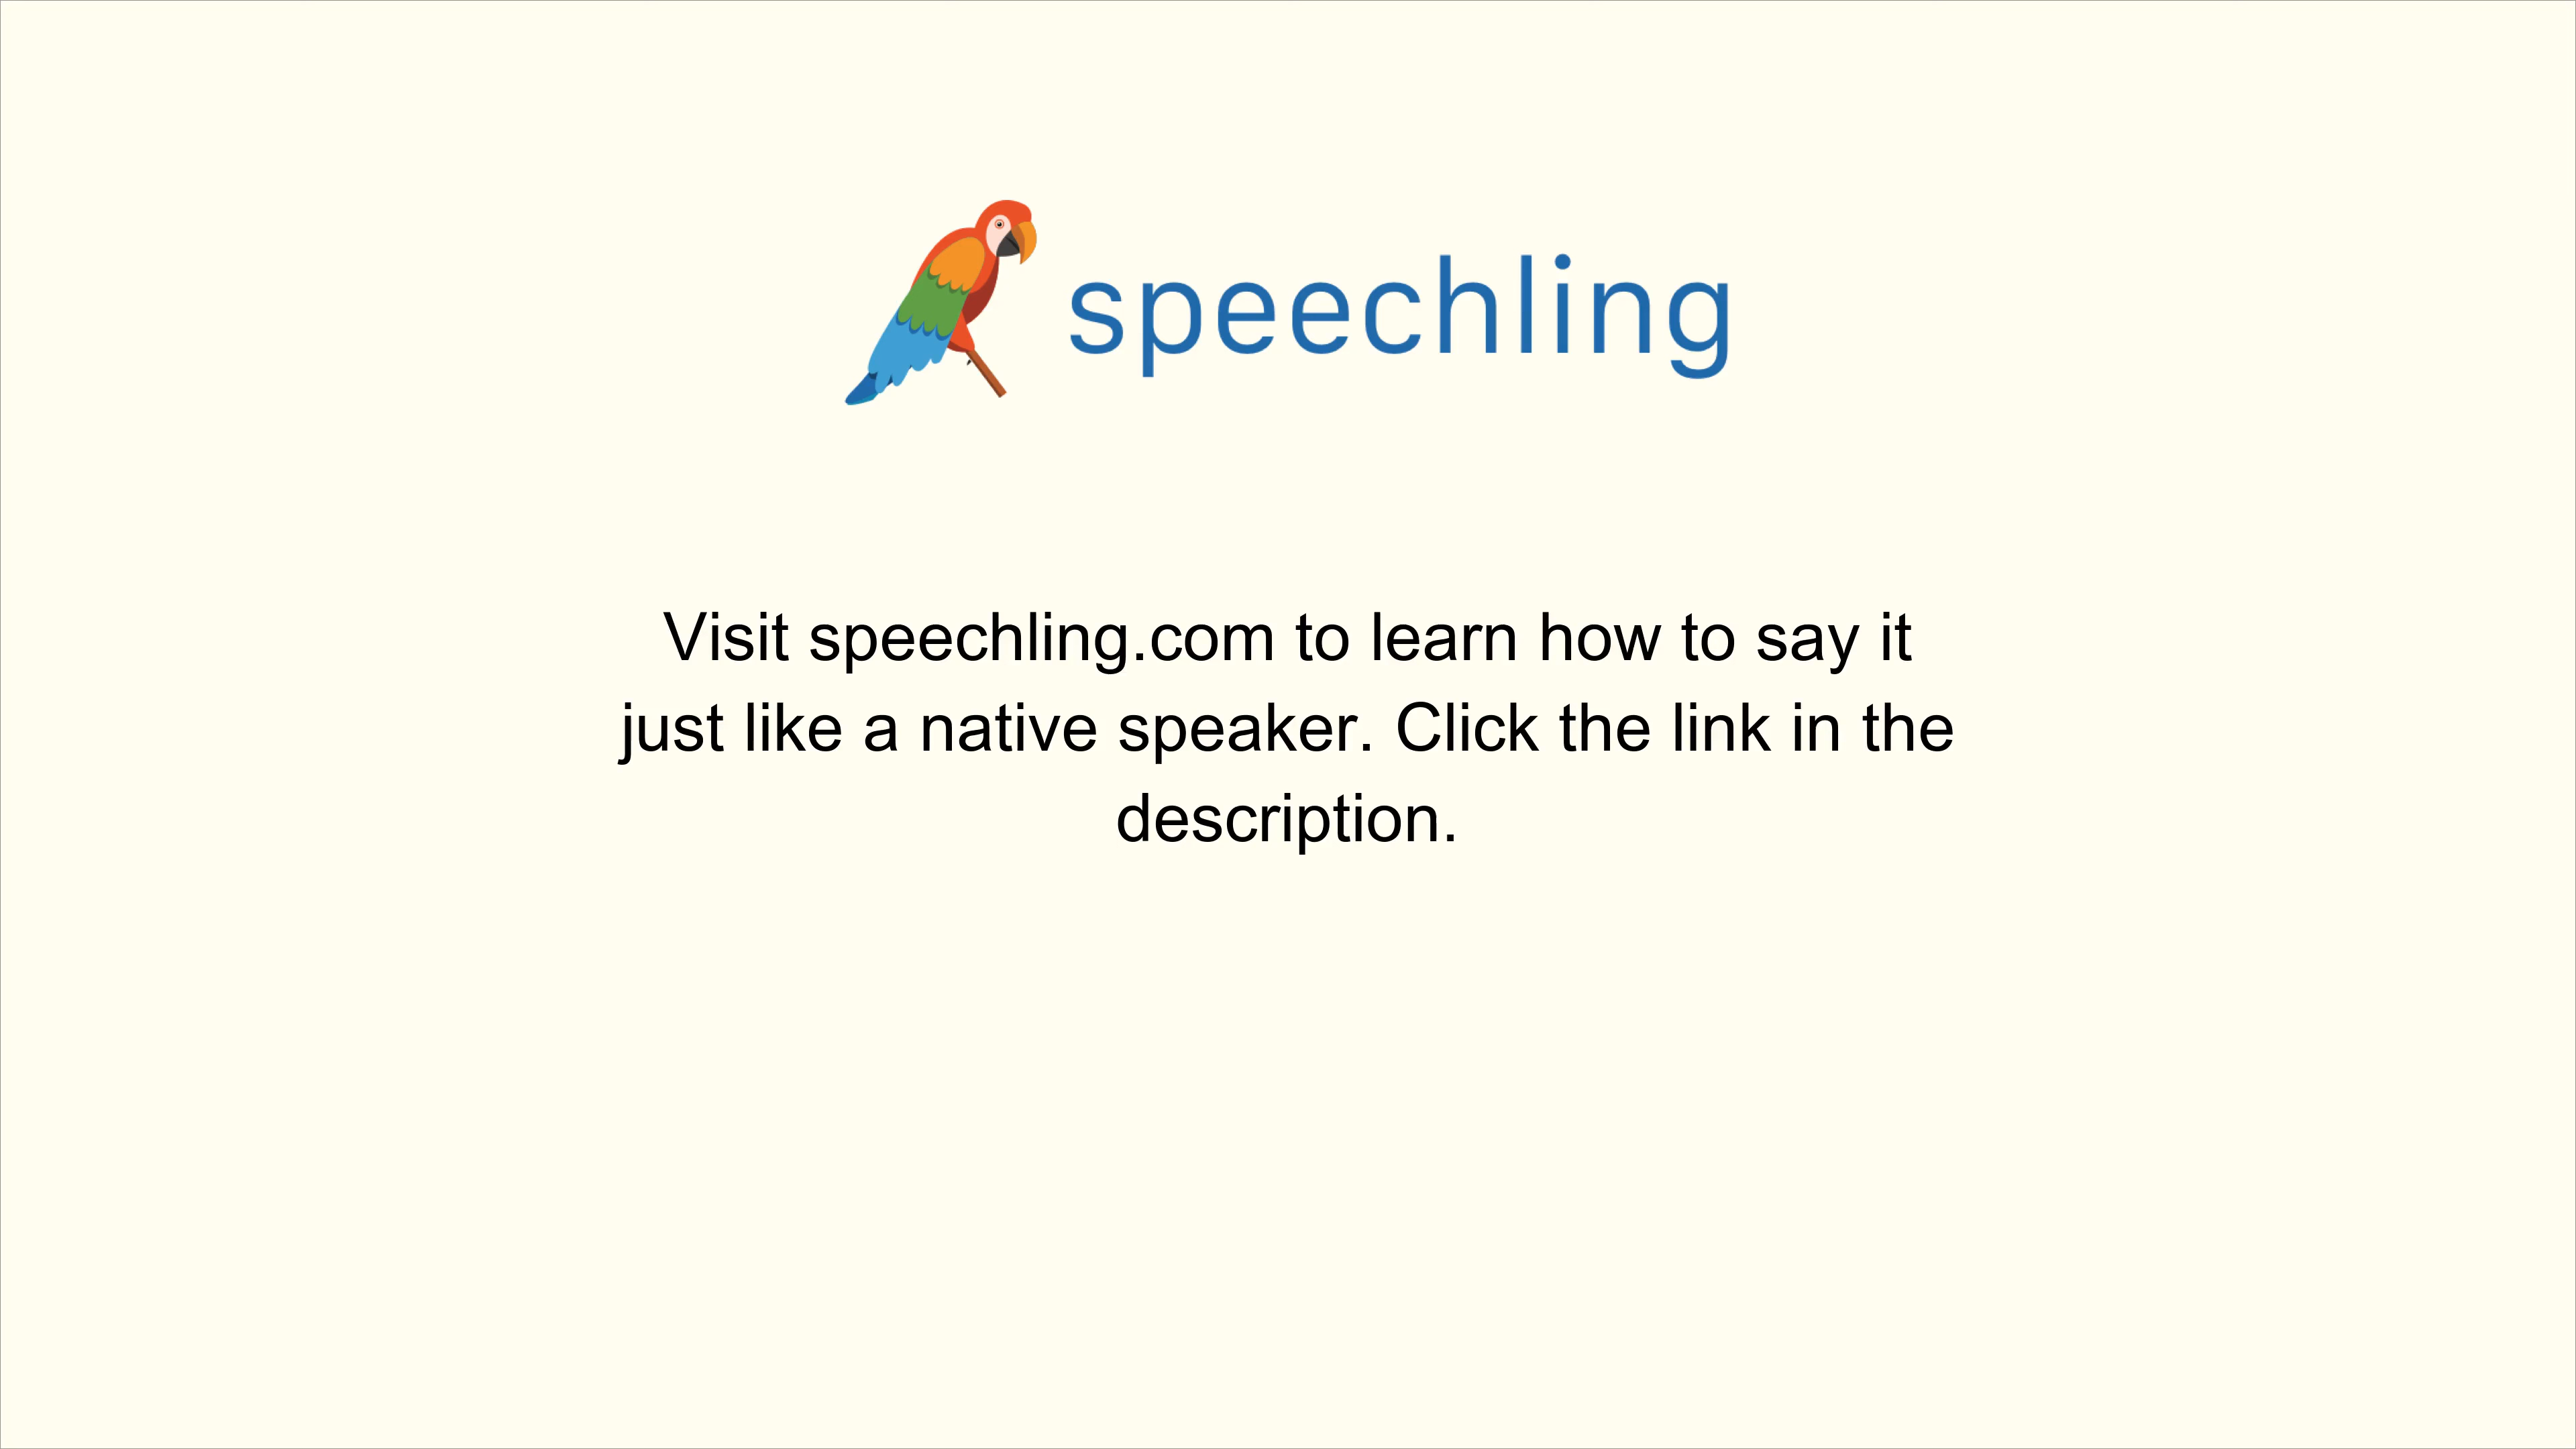 speechling
Visit speechling.com to learn how to say it
just like a native speaker. Click the link in the
description.